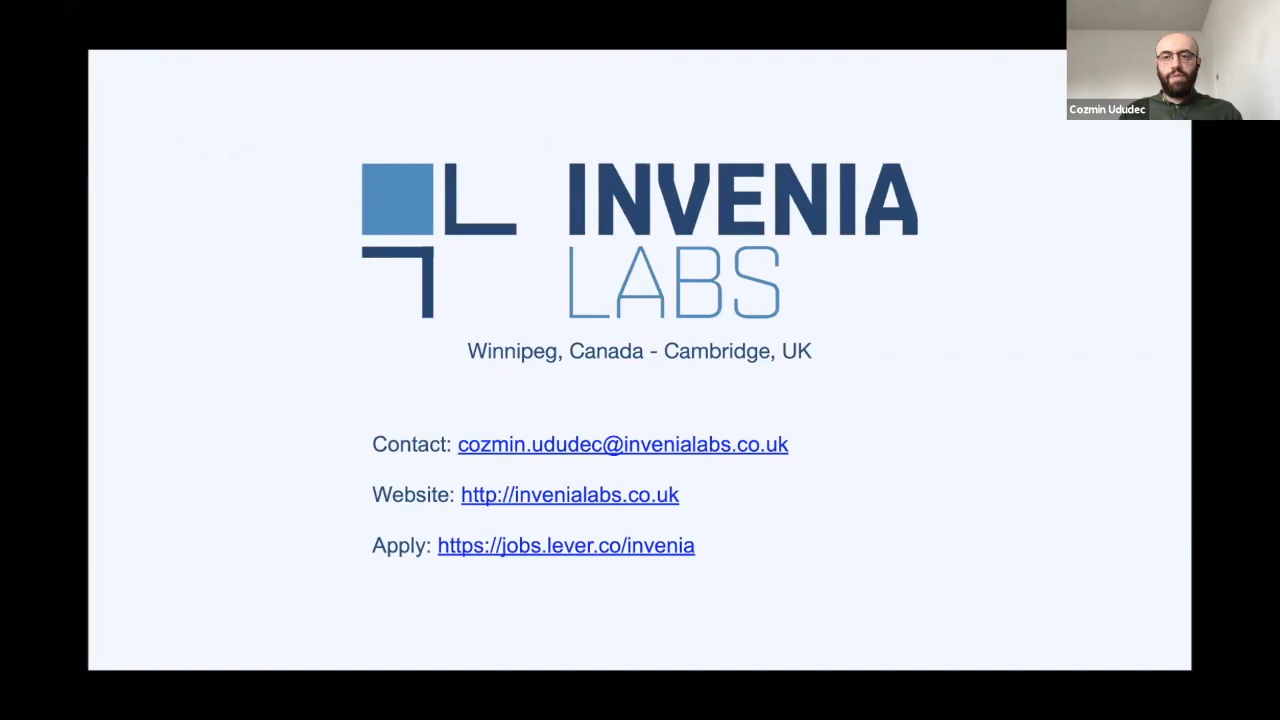 Cozmin Ududec
INVENIA
LABS
Winnipeg, Canada - Cambridge, UK
Contact: cozmin.ududec@invenialabs.co.uk
Website: http://invenialabs.co.uk
Apply: https://jobs.lever.co/invenia